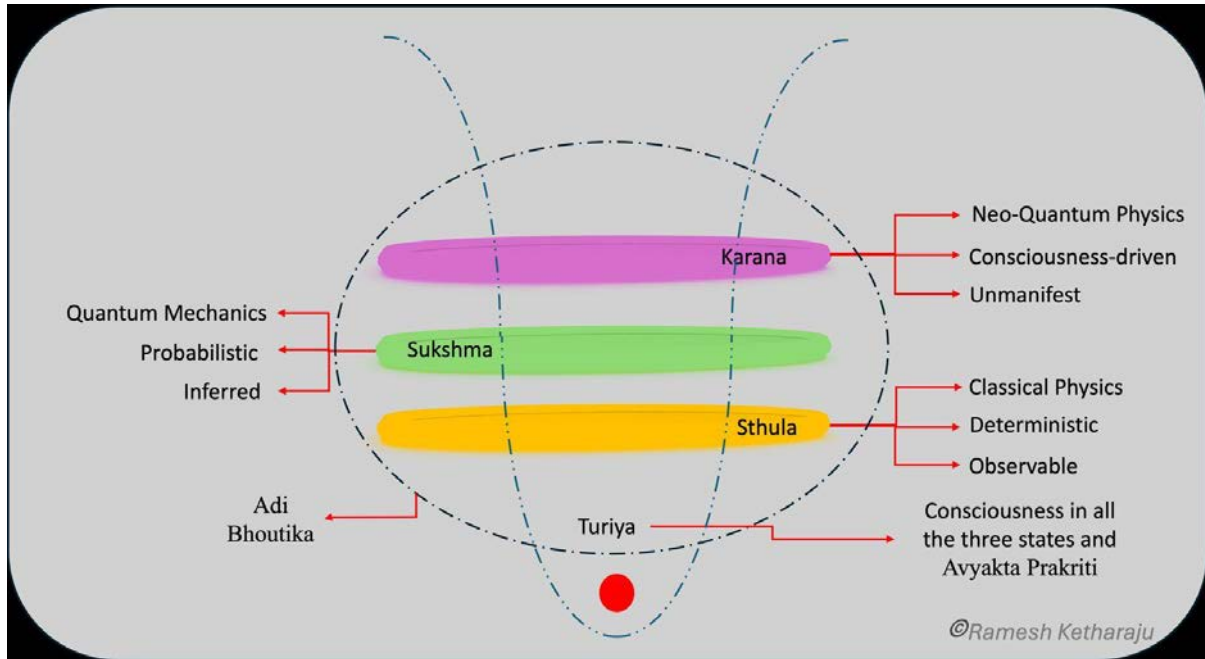 Karana
Neo-Quantum Physics
Consciousness-driven
Unmanifest
Quantum Mechanics
Probabilistic
Inferred
Sukshma
Sthula
Classical Physics
Deterministic
Observable
Adi
Bhoutika
Turiya
Consciousness in all
the three states and
Avyakta Prakriti
©Ramesh Ketharaju